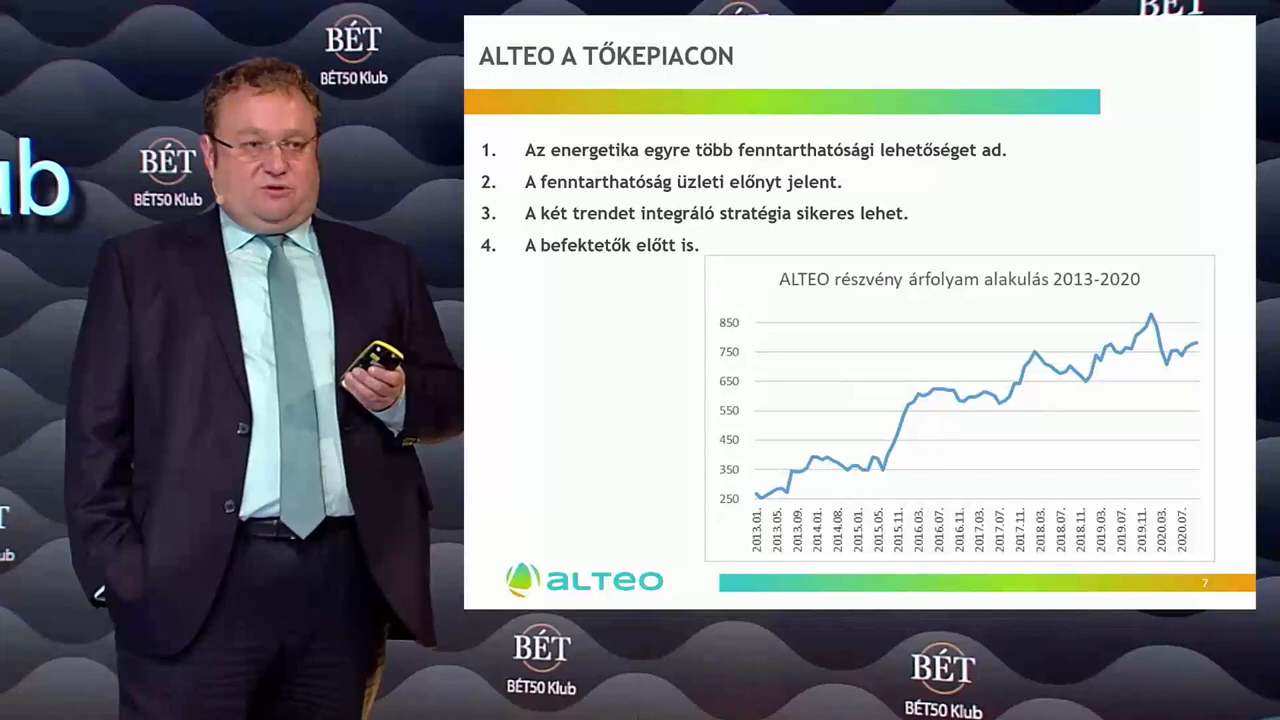 BÉT
BÉT50 Klub
BÉT
BÉT50 Klub
ub
BÉT
ALTEO A TŐKEPIACON
1. Az energetika egyre több fenntarthatósági lehetőséget ad.
2. A fenntarthatóság üzleti előnyt jelent.
3. A két trendet integráló stratégia sikeres lehet.
4. A befektetők előtt is.
ALTEO részvény árfolyam alakulás 2013-2020
850
750
650
550
450
350
250
2013.01.
2013.05.
2013.09.
2014.01.
2014.08.
2015.01.
2015.05.
2015.11.
2016.03.
2016.07.
2016.11.
2017.03.
2017.07.
2017.11.
2018.03.
2018.07.
2018.11.
2019.03.
2019.07.
2019.11.
2020.03.
2020.07.
ALTEO
7
BÉT
BÉT50 Klub
BÉT
BÉT50 Klub